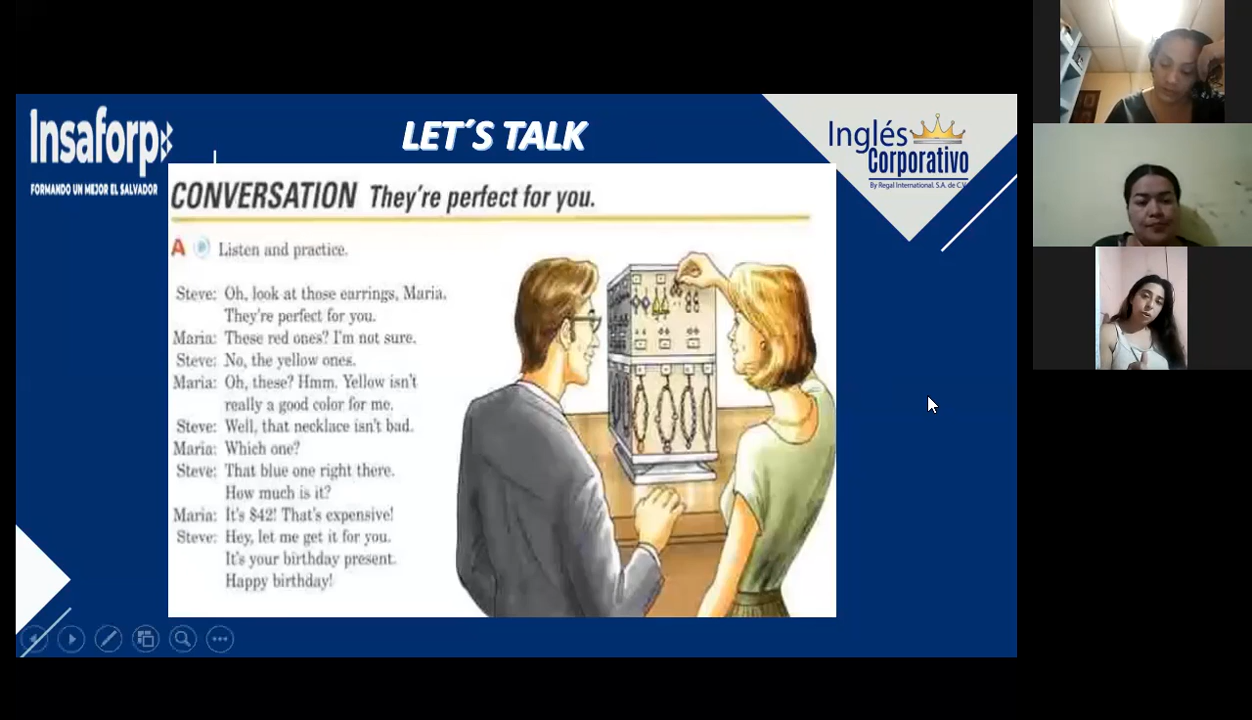 Insaforp
FORMANDO UN MEJOR EL SALVADOR
LET´S TALK
Inglés
Corporativo
By Regal International, S.A. de C.V
CONVERSATION They're perfect for you.
A Listen and practice.
Steve: Oh, look at those earrings, Maria.
They're perfect for you.
Maria: These red ones? I'm not sure.
Steve: No, the yellow ones.
Maria: Oh, these? Hmm. Yellow isn't
really a good color for me.
Steve: Well, that necklace isn't bad.
Maria: Which one?
Steve: That blue one right there.
How much is it?
Maria: It's $42! That's expensive!
Steve: Hey, let me get it for you.
It's your birthday present.
Happy birthday!